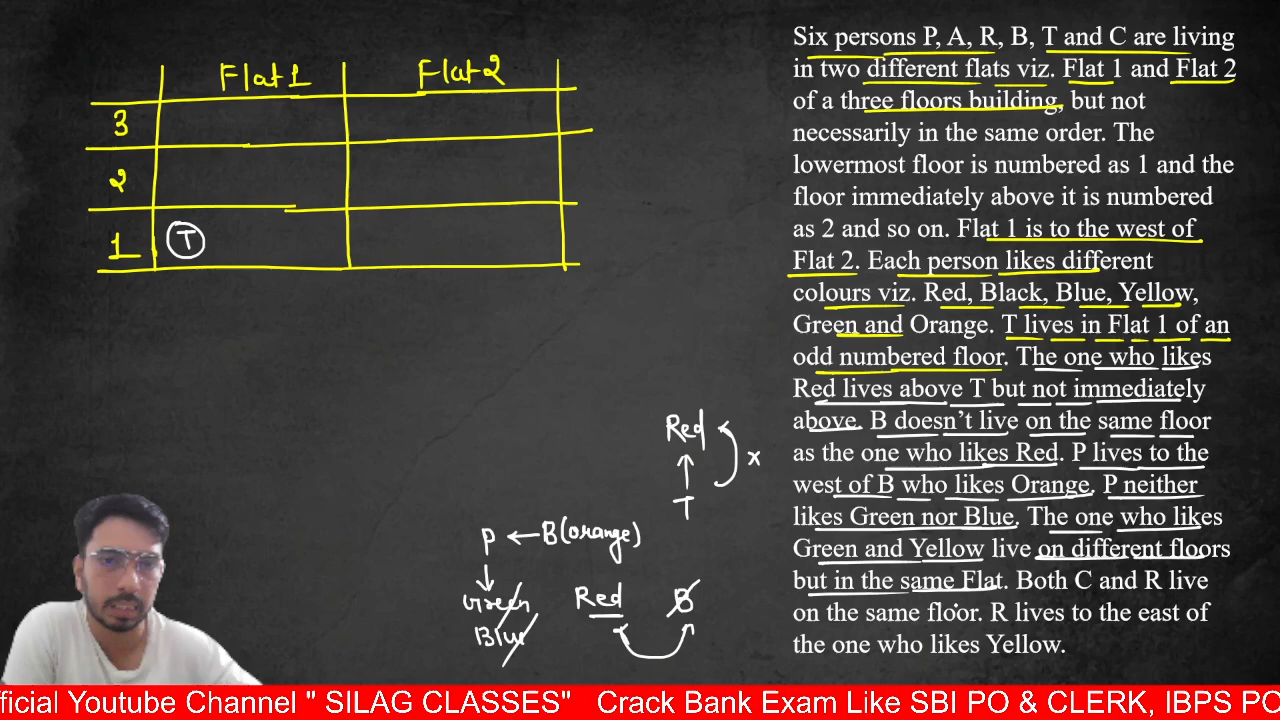 Flat 1 Flat 2
3
2
1 T
Red
x
T
P ← B(orange)
Green Red B
Blue
Six persons P, A, R, B, T and C are living
in two different flats viz. Flat 1 and Flat 2
of a three floors building, but not
necessarily in the same order. The
lowermost floor is numbered as 1 and the
floor immediately above it is numbered
as 2 and so on. Flat 1 is to the west of
Flat 2. Each person likes different
colours viz. Red, Black, Blue, Yellow,
Green and Orange. T lives in Flat 1 of an
odd numbered floor. The one who likes
Red lives above T but not immediately
above. B doesn’t live on the same floor
as the one who likes Red. P lives to the
west of B who likes Orange. P neither
likes Green nor Blue. The one who likes
Green and Yellow live on different floors
but in the same Flat. Both C and R live
on the same floor. R lives to the east of
the one who likes Yellow.
Youtube Channel " SILAG CLASSES" Crack Bank Exam Like SBI PO & CLERK, IBPS